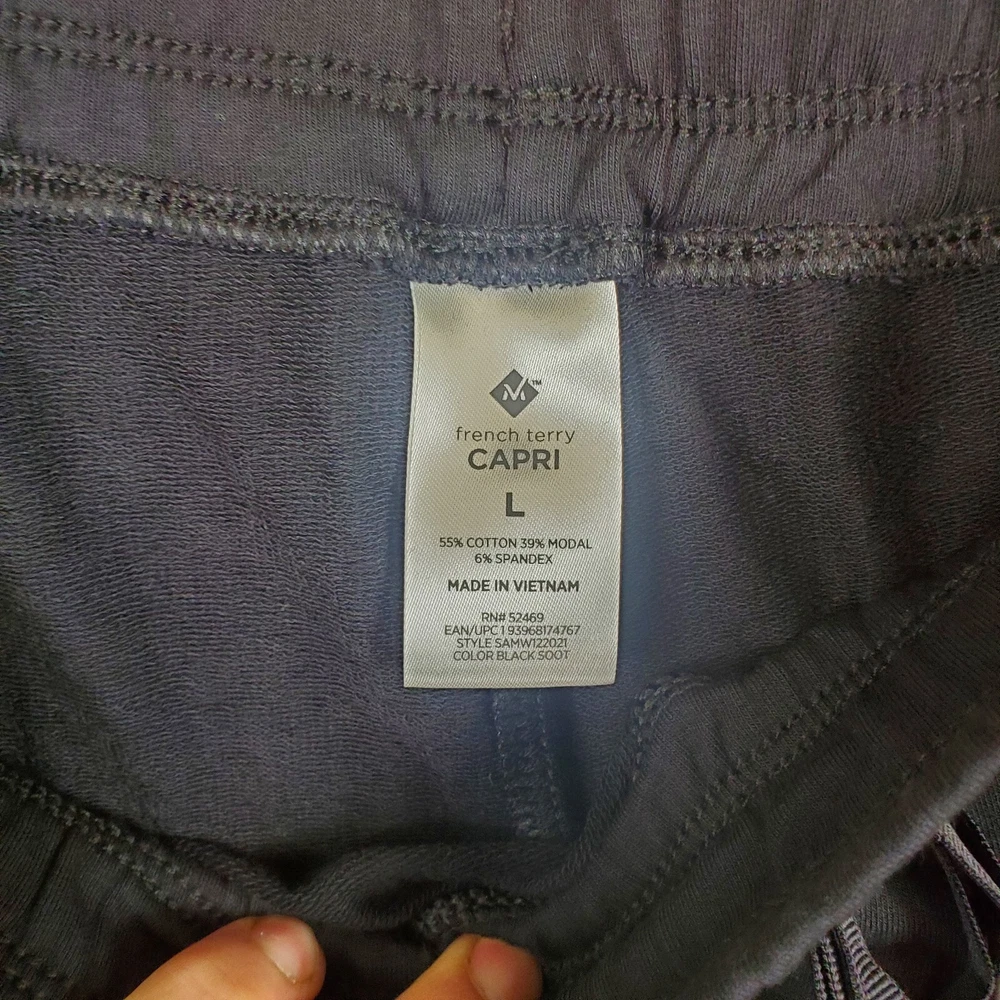 M™
french terry
CAPRI
L
55% COTTON 39% MODAL
6% SPANDEX
MADE IN VIETNAM
RN# 52469
EAN/UPC 193968174767
STYLE SAMW122021
COLOR BLACK SOOT